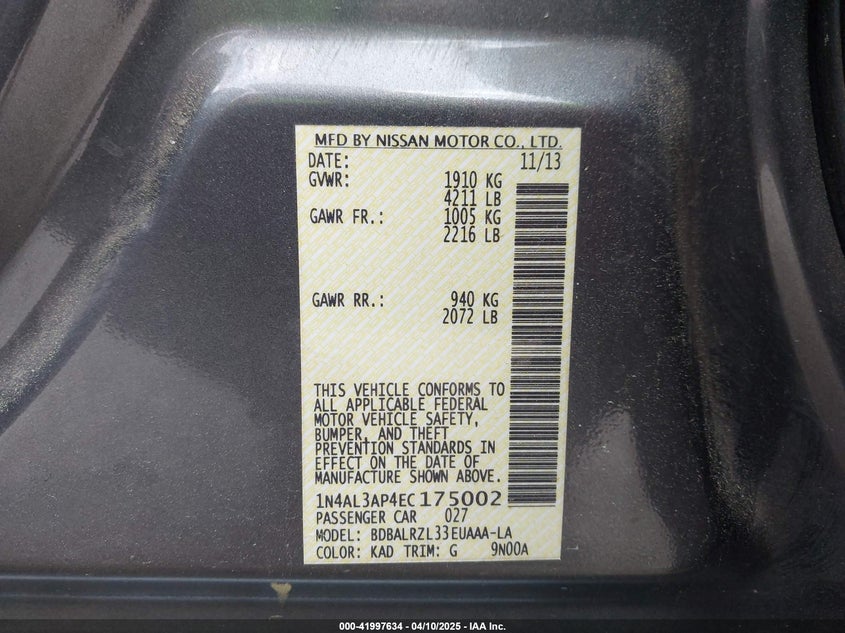 MFD BY NISSAN MOTOR CO., LTD.
DATE: 11/13
GVWR: 1910 KG
4211 LB
GAWR FR.: 1005 KG
2216 LB
GAWR RR.: 940 KG
2072 LB
THIS VEHICLE CONFORMS TO
ALL APPLICABLE FEDERAL
MOTOR VEHICLE SAFETY,
BUMPER, AND THEFT
PREVENTION STANDARDS IN
EFFECT ON THE DATE OF
MANUFACTURE SHOWN ABOVE.
1N4AL3AP4EC175002
PASSENGER CAR 027
MODEL: BDBALRZL33EUAAA-LA
COLOR: KAD TRIM: G 9N00A
000-41997634 - 04/10/2025 - IAA Inc.